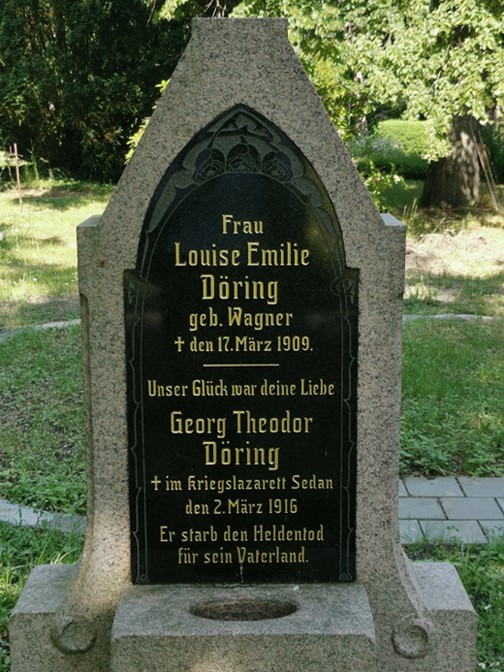 Frau
Louise Emilie
Döring
geb. Wagner
✝ den 17. März 1909.
Unser Glück war deine Liebe
Georg Theodor
Döring
✝ im Kriegslazarett Sedan
den 2. März 1916
Er starb den Heldentod
für sein Vaterland.